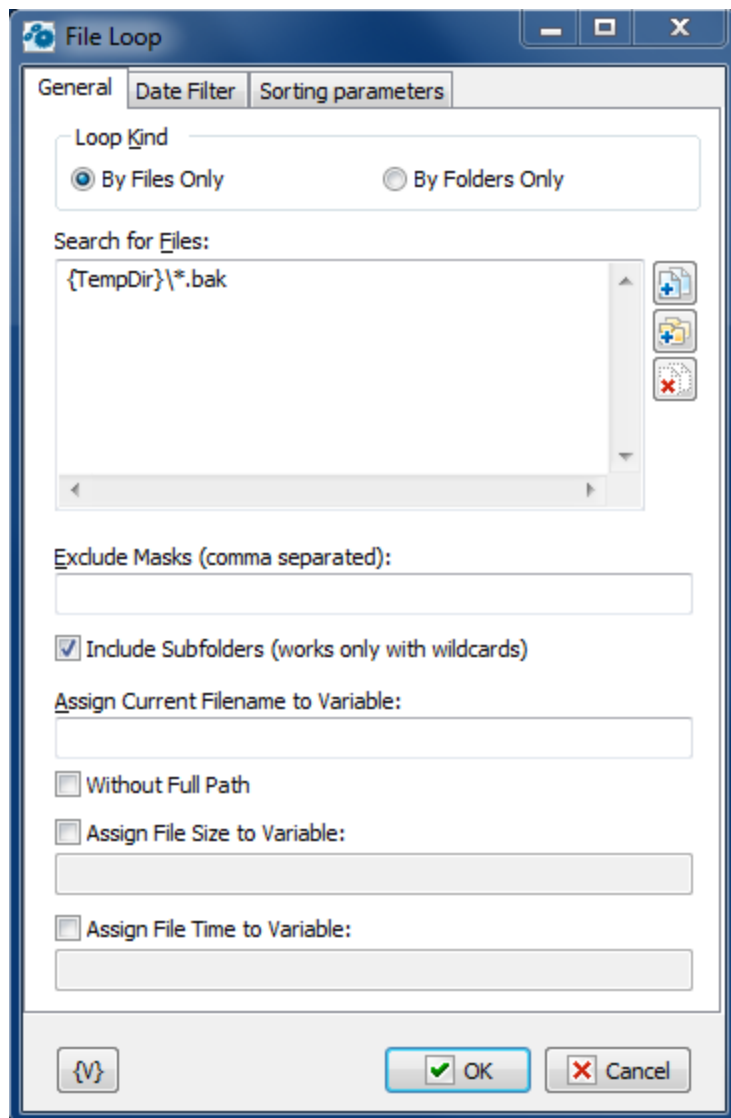 File Loop
General Date Filter Sorting parameters
Loop Kind
By Files Only By Folders Only
Search for Files:
{TempDir}\*.bak
Exclude Masks (comma separated):
Include Subfolders (works only with wildcards)
Assign Current Filename to Variable:
Without Full Path
Assign File Size to Variable:
Assign File Time to Variable:
{V} OK Cancel